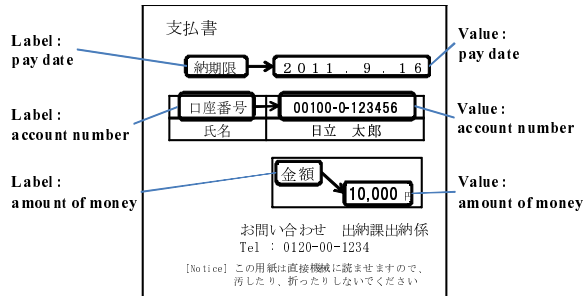 支払書
Label :
pay date
納期限
2011.9.16
Value :
pay date
Label :
account number
口座番号
00100-0-123456
Value :
account number
氏名
日立 太郎
Label :
amount of money
金額
10,000 円
Value :
amount of money
お問い合わせ 出納課出納係
Tel : 0120-00-1234
[Notice] この用紙は直接機械に読ませますので、
汚したり、折ったりしないでください